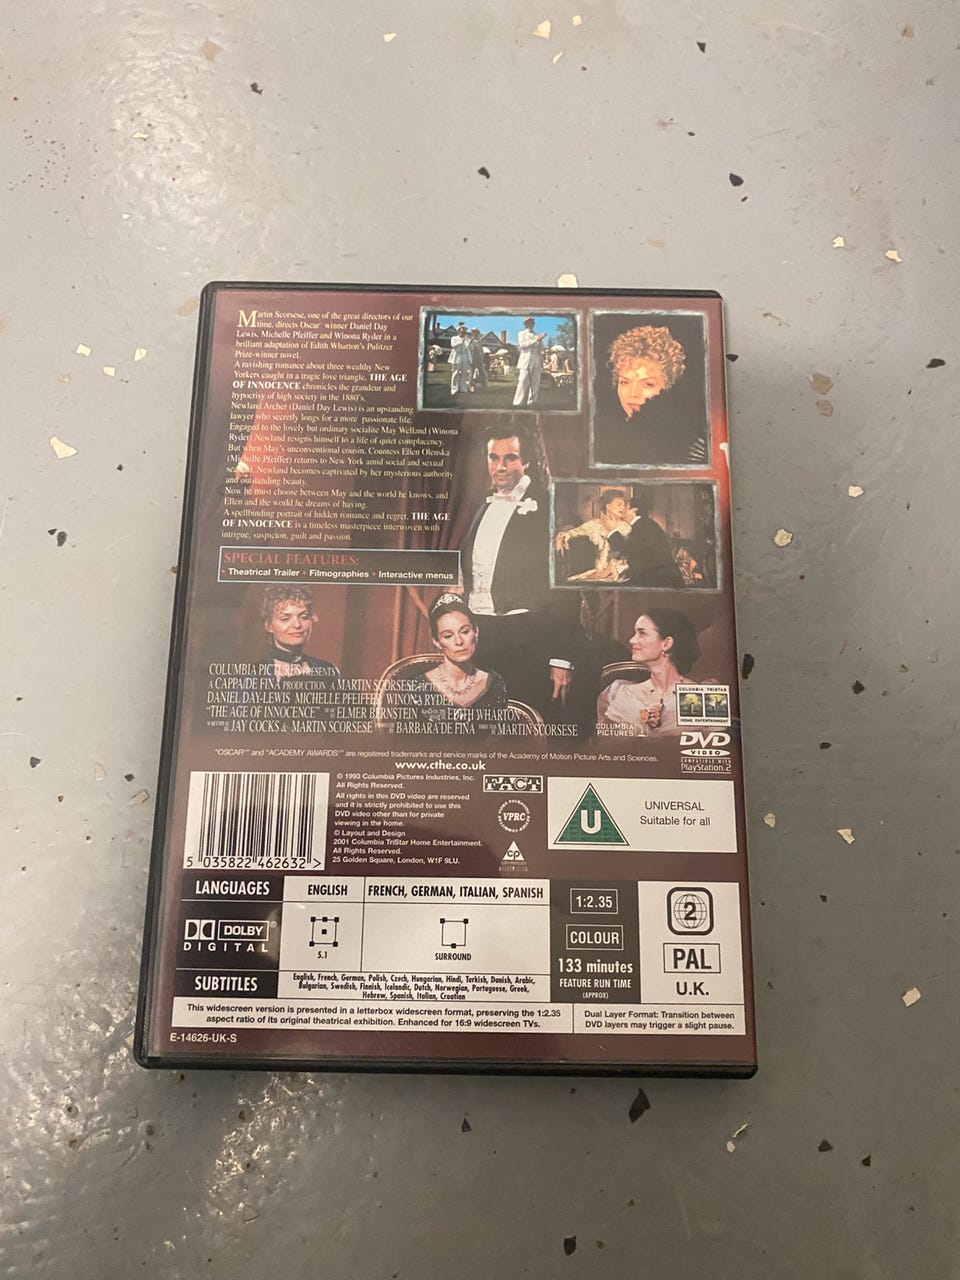 Martin Scorsese, one of the great directors of our
time, directs Oscar winner Daniel Day
Lewis, Michelle Pfeiffer and Winona Ryder in a
brilliant adaptation of Edith Wharton's Pulitzer
Prize-winner novel.
A ravishing romance about three wealthy New
Yorkers caught in a tragic love triangle, THE AGE
OF INNOCENCE chronicles the grandeur and
hypocrisy of high society in the 1880's.
Newland Archer (Daniel Day Lewis) is an upstanding
lawyer who secretly longs for a more passionate life.
Engaged to the lovely but ordinary socialite May Welland (Winona
Ryder) Newland resigns himself to a life of quiet complacency.
But when May's unconventional cousin, Countess Ellen Olenska
(Michelle Pfeiffer) returns to New York amid social and sexual
scandal, Newland becomes captivated by her mysterious authority
and outstanding beauty.
Now he must choose between May and the world he knows, and
Ellen and the world he dreams of having.
A spellbinding portrait of hidden romance and regret, THE AGE
OF INNOCENCE is a timeless masterpiece interwoven with
intrigue, suspicion, guilt and passion.
SPECIAL FEATURES:
• Theatrical Trailer • Filmographies • Interactive menus
COLUMBIA PICTURES PRESENTS
A CAPPA/DE FINA PRODUCTION A MARTIN SCORSESE PICTURE
DANIEL DAY-LEWIS MICHELLE PFEIFFER WINONA RYDER
"THE AGE OF INNOCENCE" ELMER BERNSTEIN EDITH WHARTON
JAY COCKS & MARTIN SCORSESE BARBARA DE FINA MARTIN SCORSESE
COLUMBIA
PICTURES
COLUMBIA TRISTAR
HOME ENTERTAINMENT
DVD
VIDEO
COMPATIBLE WITH
PlayStation.2
"OSCAR®" and "ACADEMY AWARDS®" are registered trademarks and service marks of the Academy of Motion Picture Arts and Sciences.
www.cthe.co.uk
5 035822 462632 >
© 1993 Columbia Pictures Industries, Inc.
All Rights Reserved.
All rights in this DVD video are reserved
and it is strictly prohibited to use this
DVD video other than for private
viewing in the home.
© Layout and Design
2001 Columbia TriStar Home Entertainment.
All Rights Reserved.
25 Golden Square, London, W1F 9LU.
FACT
VPRC
cp
U
UNIVERSAL
Suitable for all
LANGUAGES
ENGLISH
FRENCH, GERMAN, ITALIAN, SPANISH
DOLBY®
DIGITAL
5.1
SURROUND
SUBTITLES
English, French, German, Polish, Czech, Hungarian, Hindi, Turkish, Danish, Arabic,
Bulgarian, Swedish, Finnish, Icelandic, Dutch, Norwegian, Portuguese, Greek,
Hebrew, Spanish, Italian, Croatian
1:2.35
COLOUR
133 minutes
FEATURE RUN TIME
(APPROX)
2
PAL
U.K.
This widescreen version is presented in a letterbox widescreen format, preserving the 1:2.35
aspect ratio of its original theatrical exhibition. Enhanced for 16:9 widescreen TVs.
Dual Layer Format: Transition between
DVD layers may trigger a slight pause.
E-14626-UK-S